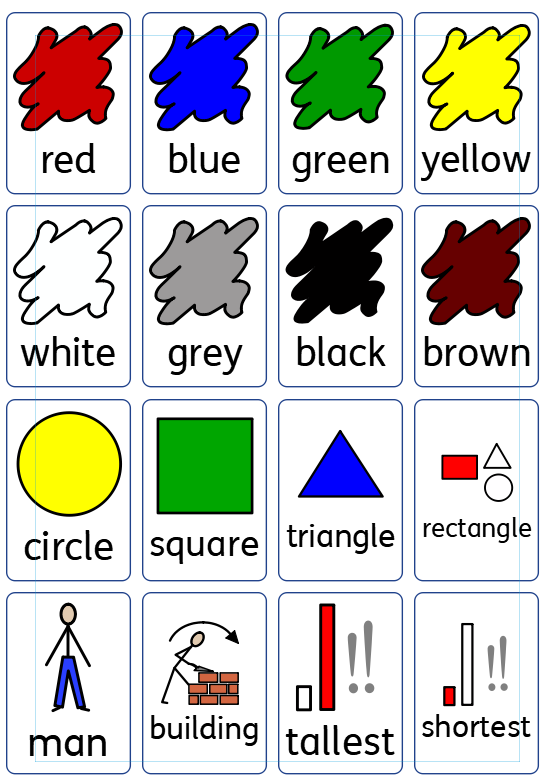 red
blue
green
yellow
white
grey
black
brown
circle
square
triangle
rectangle
man
building
tallest
shortest